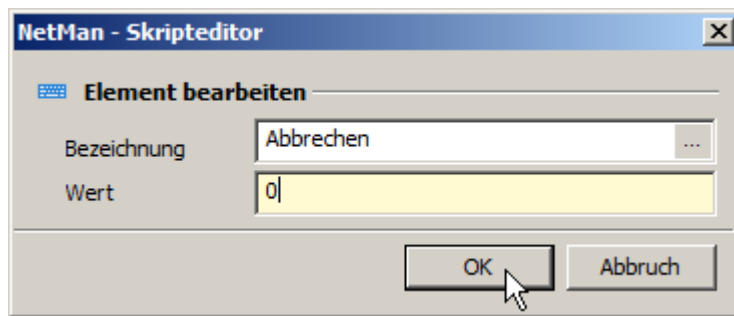 NetMan - Skripteditor
Element bearbeiten
Bezeichnung Abbrechen ...
Wert 0
OK Abbruch